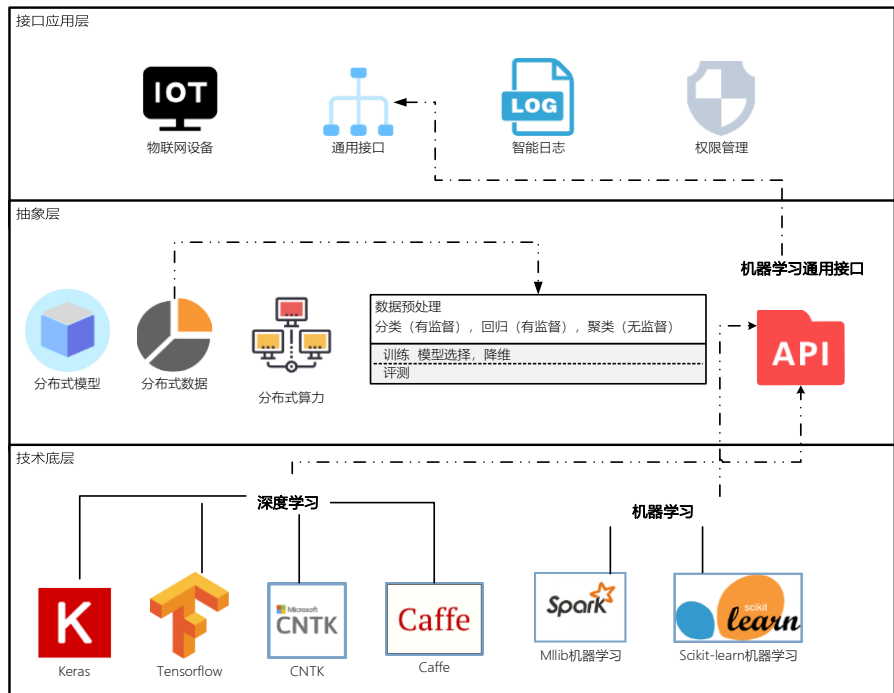 接口应用层
IOT
LOG
物联网设备
通用接口
智能日志
权限管理
抽象层
机器学习通用接口
数据预处理
分类（有监督），回归（有监督），聚类（无监督）
训练 模型选择，降维
评测
API
分布式模型
分布式数据
分布式算力
技术底层
深度学习
机器学习
K
Microsoft
CNTK
Caffe
Spark
scikit
learn
Keras
Tensorflow
CNTK
Caffe
Mllib机器学习
Scikit-learn机器学习